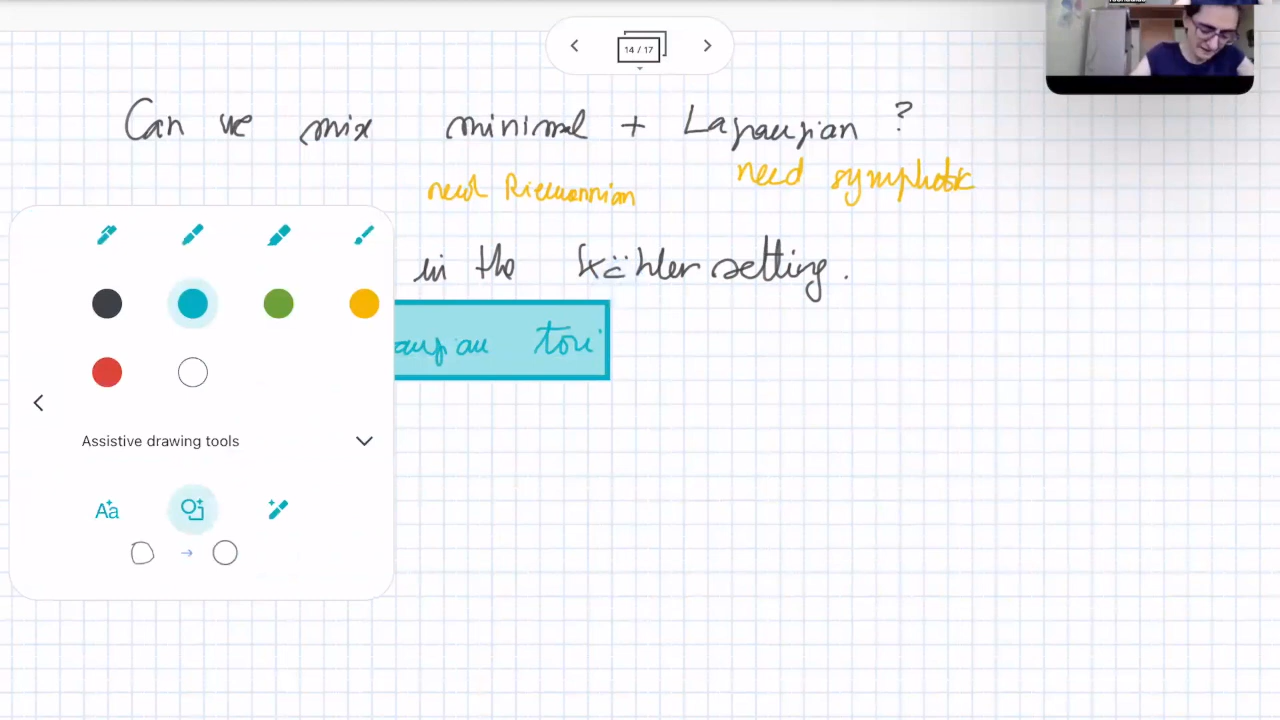 14 / 17
Can we mix minimal + Lagrangian ?
need Riemannian
need symplectic
in the Kähler setting.
tori
Assistive drawing tools
Aa